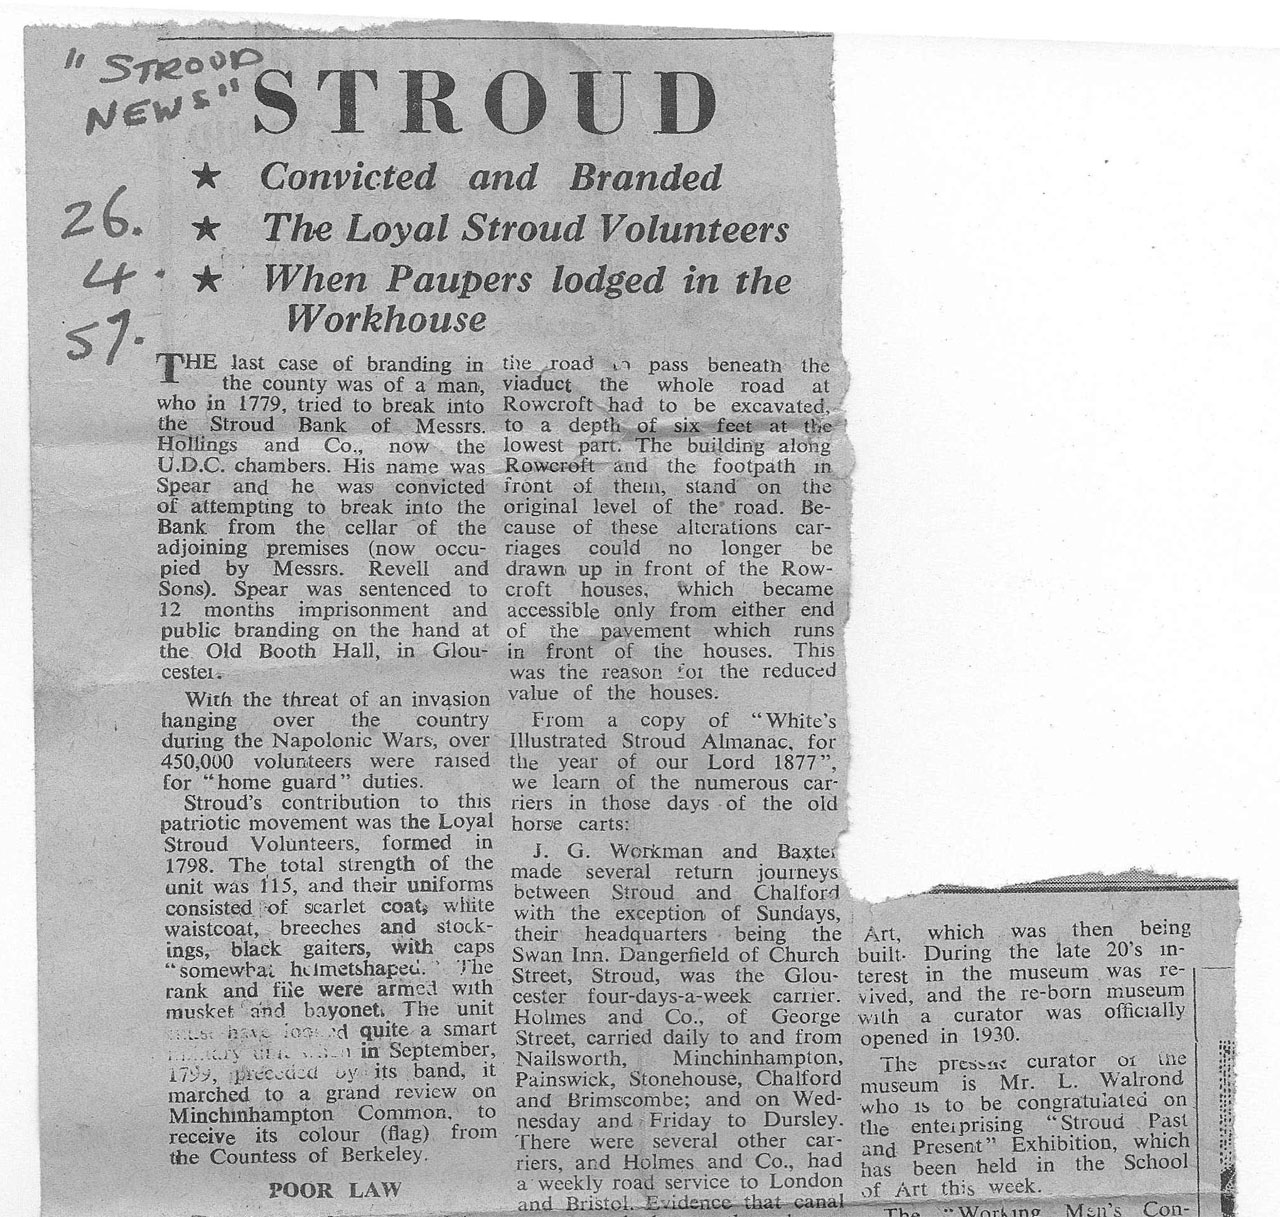 "STROUD
NEWS"
26.
4.
57.
STROUD
★ Convicted and Branded
★ The Loyal Stroud Volunteers
★ When Paupers lodged in the
Workhouse
THE last case of branding in
the county was of a man,
who in 1779, tried to break into
the Stroud Bank of Messrs.
Hollings and Co., now the
U.D.C. chambers. His name was
Spear and he was convicted
of attempting to break into the
Bank from the cellar of the
adjoining premises (now occu-
pied by Messrs. Revell and
Sons). Spear was sentenced to
12 months imprisonment and
public branding on the hand at
the Old Booth Hall, in Glou-
cester.
With the threat of an invasion
hanging over the country
during the Napolonic Wars, over
450,000 volunteers were raised
for "home guard" duties.
Stroud's contribution to this
patriotic movement was the Loyal
Stroud Volunteers, formed in
1798. The total strength of the
unit was 115, and their uniforms
consisted of scarlet coat, white
waistcoat, breeches and stock-
ings, black gaiters, with caps
"somewhat helmetshaped." The
rank and file were armed with
musket and bayonet. The unit
must have looked quite a smart
in September,
1799, preceded by its band, it
marched to a grand review on
Minchinhampton Common, to
receive its colour (flag) from
the Countess of Berkeley.
POOR LAW
the road to pass beneath the
viaduct the whole road at
Rowcroft had to be excavated,
to a depth of six feet at the
lowest part. The building along
Rowcroft and the footpath in
front of them, stand on the
original level of the road. Be-
cause of these alterations car-
riages could no longer be
drawn up in front of the Row-
croft houses, which became
accessible only from either end
of the pavement which runs
in front of the houses. This
was the reason for the reduced
value of the houses.
From a copy of "White's
Illustrated Stroud Almanac, for
the year of our Lord 1877",
we learn of the numerous car-
riers in those days of the old
horse carts:
J. G. Workman and Baxter
made several return journeys
between Stroud and Chalford
with the exception of Sundays,
their headquarters being the
Swan Inn. Dangerfield of Church
Street, Stroud, was the Glou-
cester four-days-a-week carrier.
Holmes and Co., of George
Street, carried daily to and from
Nailsworth, Minchinhampton,
Painswick, Stonehouse, Chalford
and Brimscombe; and on Wed-
nesday and Friday to Dursley.
There were several other car-
riers, and Holmes and Co., had
a weekly road service to London
and Bristol. Evidence that canal
Art, which was then being
built. During the late 20's in-
terest in the museum was re-
vived, and the re-born museum
with a curator was officially
opened in 1930.
The present curator of the
museum is Mr. L. Walrond
who is to be congratulated on
the enterprising "Stroud Past
and Present" Exhibition, which
has been held in the School
of Art this week.
The "Working Men's Con-